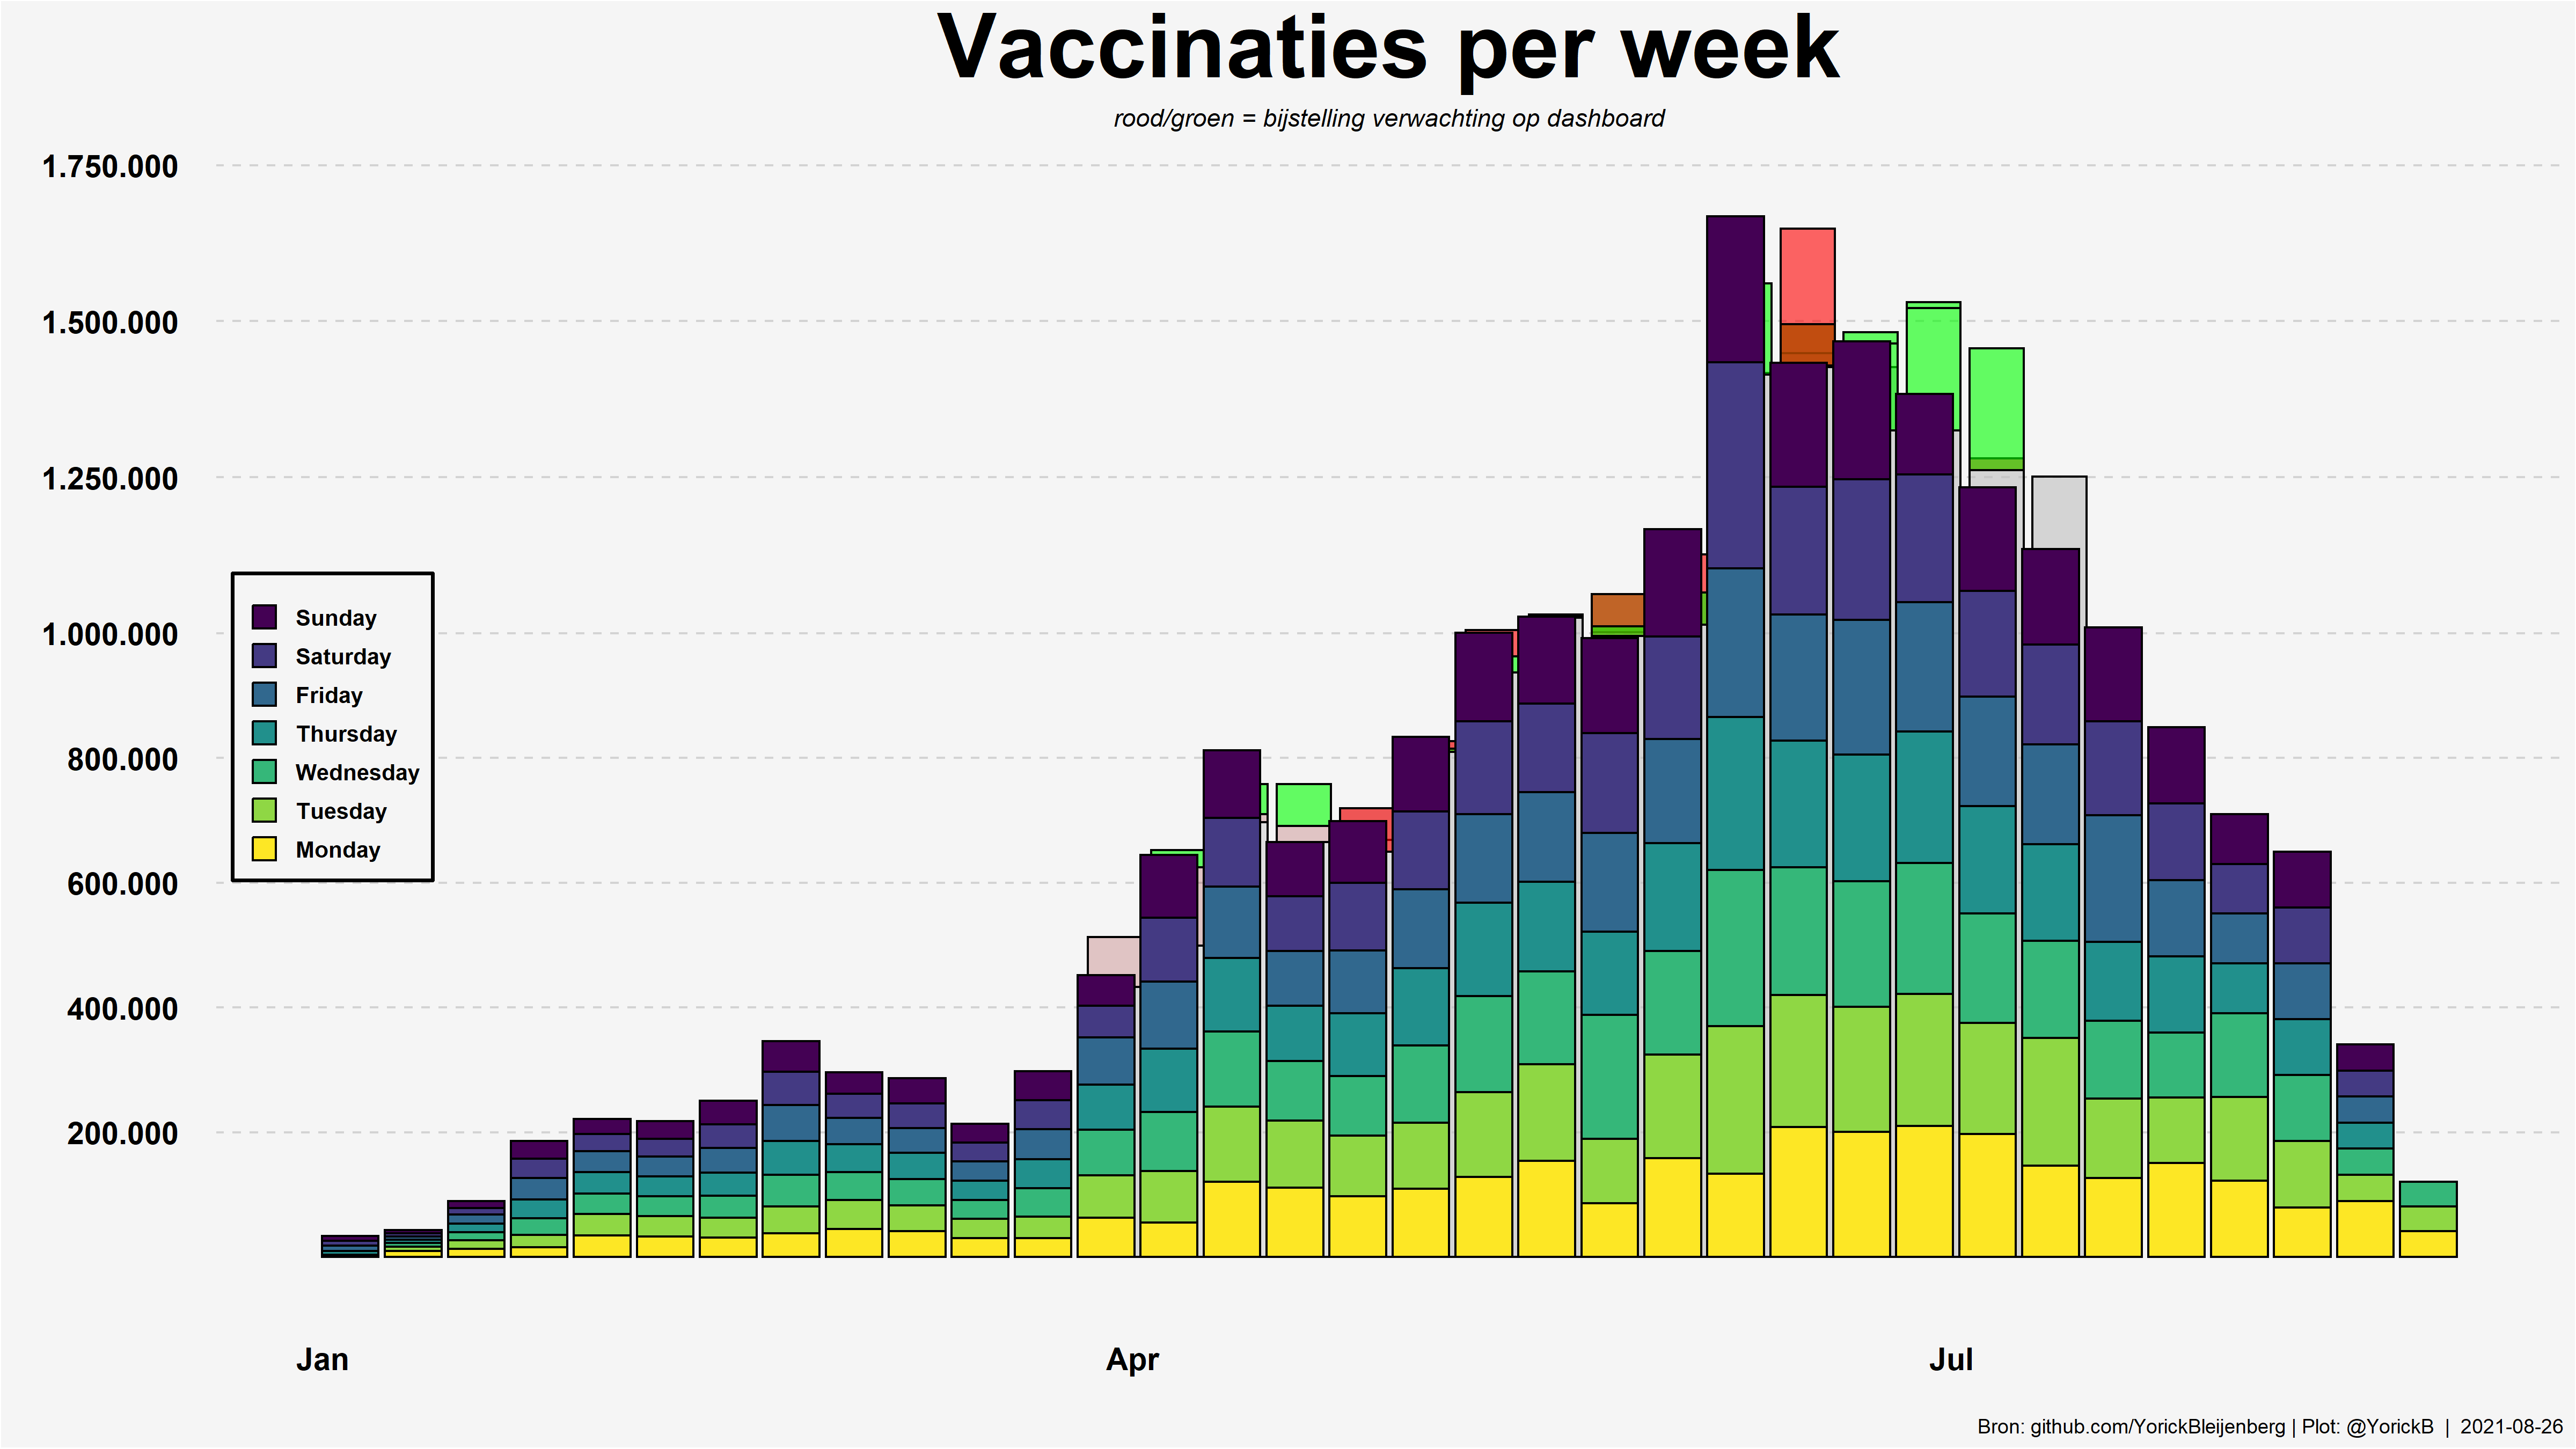 Vaccinaties per week
rood/groen = bijstelling verwachting op dashboard
1.750.000
1.500.000
1.250.000
1.000.000
800.000
600.000
400.000
200.000
Sunday
Saturday
Friday
Thursday
Wednesday
Tuesday
Monday
Jan Apr Jul
Bron: github.com/YorickBleijenberg | Plot: @YorickB | 2021-08-26